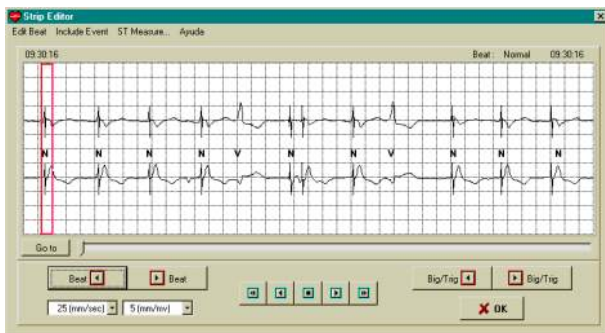 Strip Editor
Edit Beat Include Event ST Measure... Ayuda
09:30:16 Beat: Normal 09:30:16
N N N N V N N V N N N
Go to
Beat Beat Big/Trig Big/Trig
25 (mm/sec) 5 (mm/mv) OK